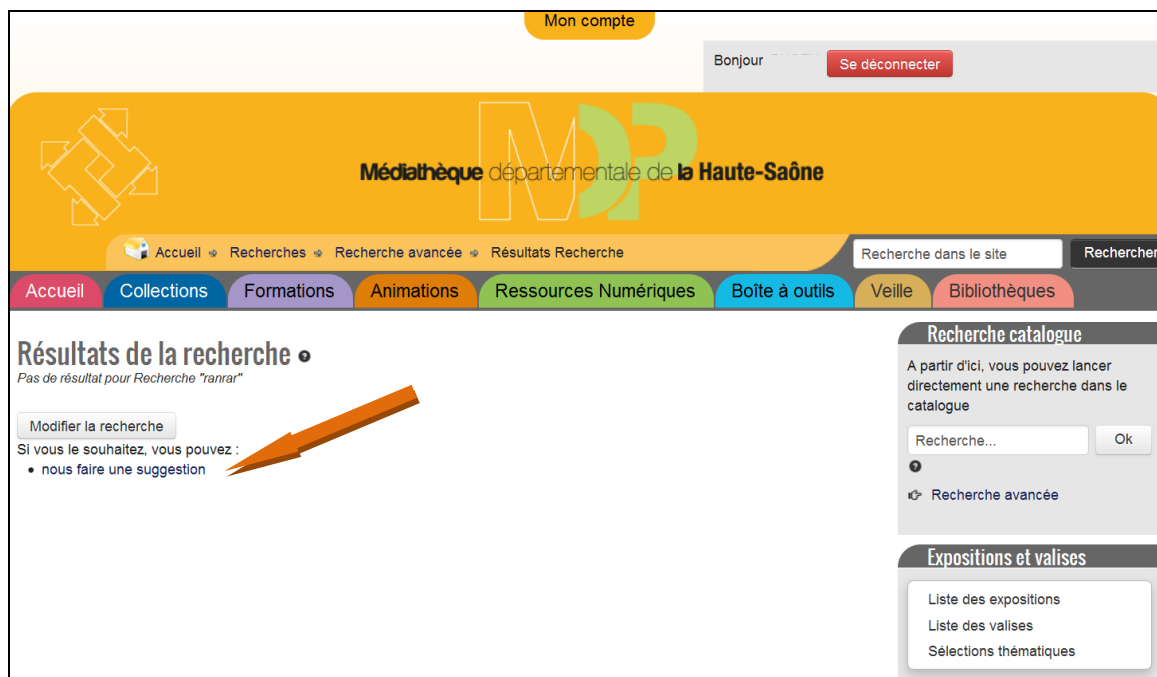 Mon compte
Bonjour
Se déconnecter
MDP
Médiathèque départementale de la Haute-Saône
Accueil Recherches Recherche avancée Résultats Recherche
Recherche dans le site
Rechercher
Accueil Collections Formations Animations Ressources Numériques Boîte à outils Veille Bibliothèques
Résultats de la recherche
Pas de résultat pour Recherche "ranrar"
Modifier la recherche
Si vous le souhaitez, vous pouvez :
• nous faire une suggestion
Recherche catalogue
A partir d'ici, vous pouvez lancer
directement une recherche dans le
catalogue
Recherche... Ok
Recherche avancée
Expositions et valises
Liste des expositions
Liste des valises
Sélections thématiques